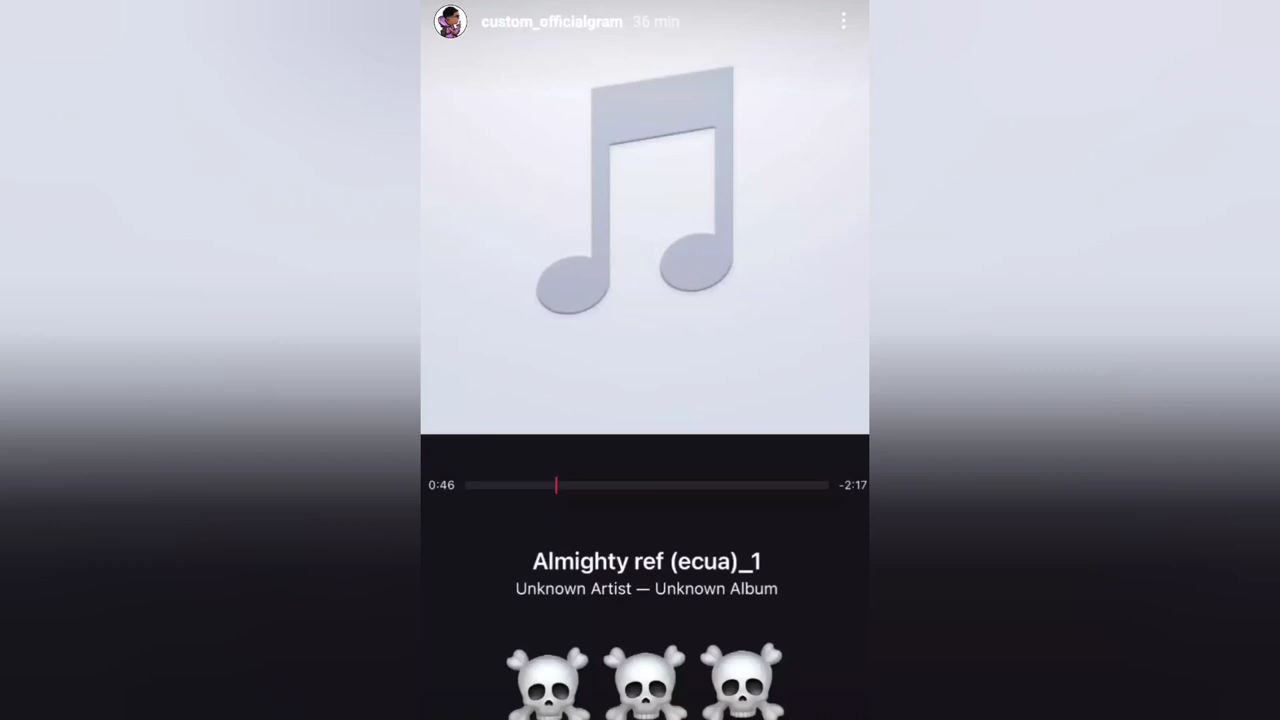 custom_officialgram 36 min
0:46 -2:17
Almighty ref (ecua)_1
Unknown Artist — Unknown Album